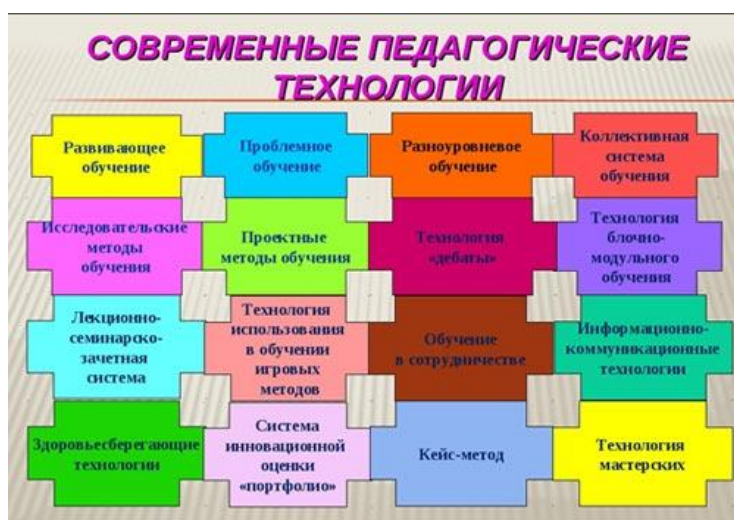 СОВРЕМЕННЫЕ ПЕДАГОГИЧЕСКИЕ
ТЕХНОЛОГИИ
Развивающее
обучение
Проблемное
обучение
Разноуровневое
обучение
Коллективная
система
обучения
Исследовательские
методы
обучения
Проектные
методы обучения
Технология
«дебаты»
Технология
блочно-
модульного
обучения
Лекционно-
семинарско-
зачетная
система
Технология
использования
в обучении
игровых
методов
Обучение
в сотрудничестве
Информационно-
коммуникационные
технологии
Здоровьесберегающие
технологии
Система
инновационной
оценки
«портфолио»
Кейс-метод
Технология
мастерских